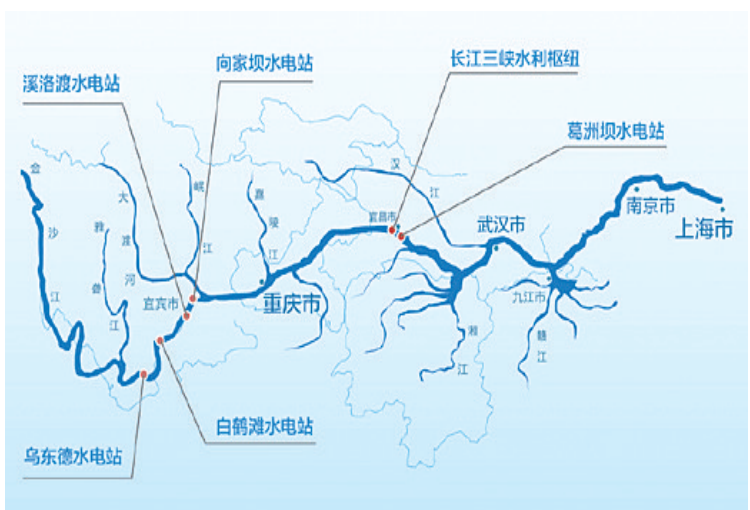 向家坝水电站
长江三峡水利枢纽
溪洛渡水电站
葛洲坝水电站
金
沙
江
大
渡
河
雅
砻
江
岷
江
嘉
陵
江
汉
江
宜昌市
武汉市
南京市
上海市
宜宾市
重庆市
九江市
湘
江
赣
江
白鹤滩水电站
乌东德水电站